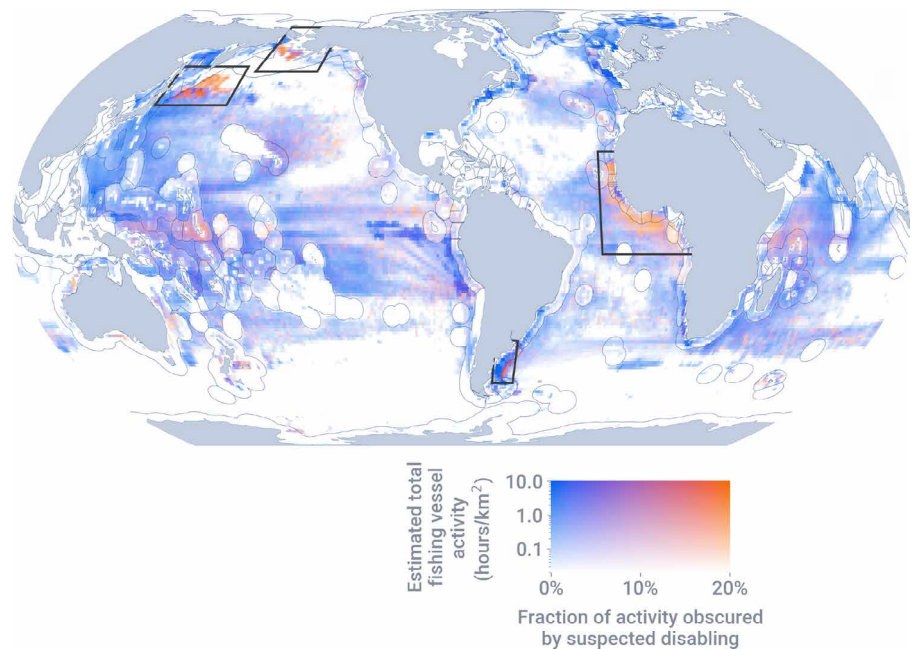 Estimated total
fishing vessel
activity
(hours/km²)
10.0
1.0
0.1
0%
10%
20%
Fraction of activity obscured
by suspected disabling